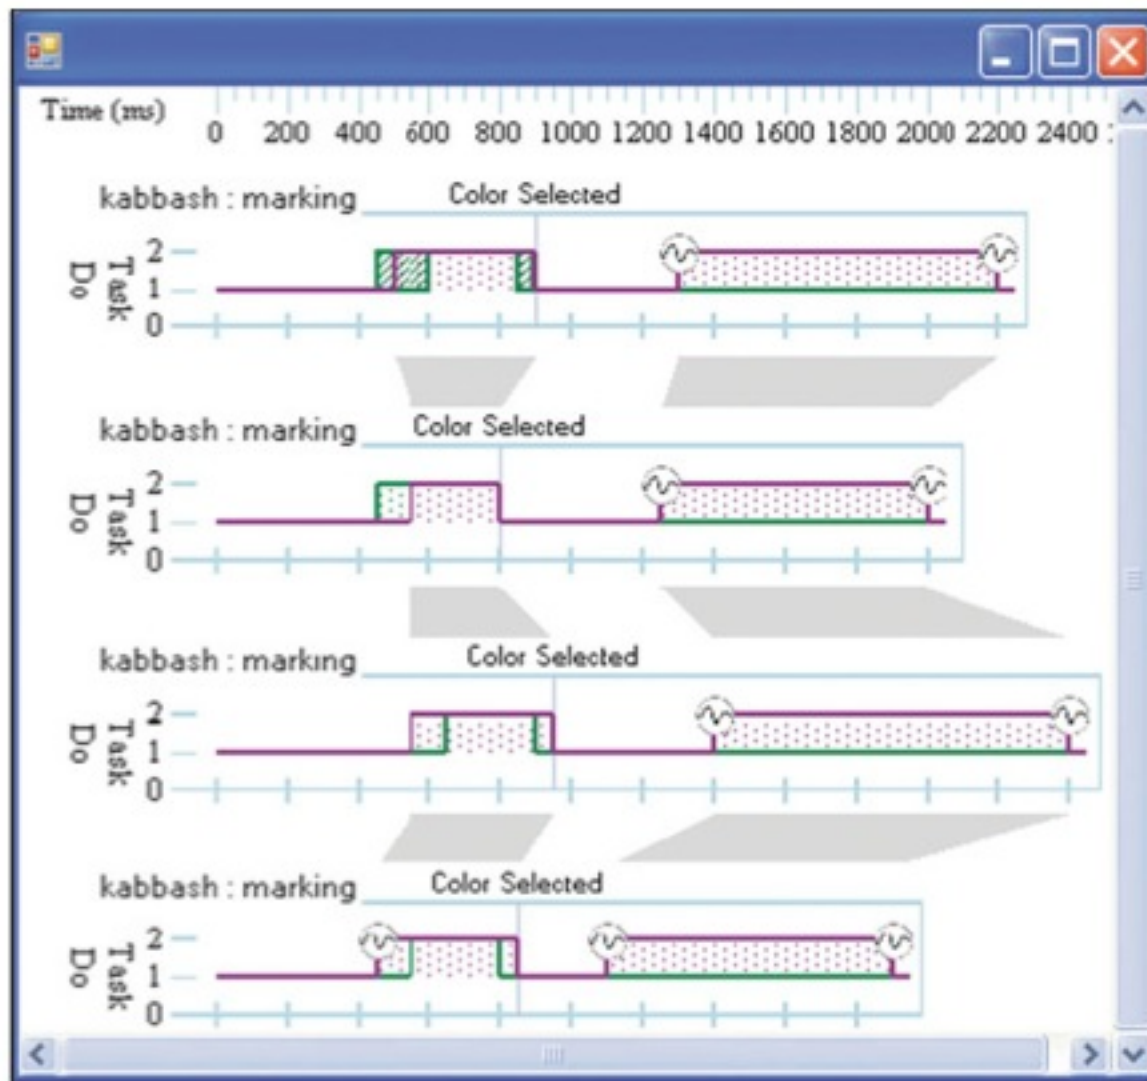 Time (ms)
0 200 400 600 800 1000 1200 1400 1600 1800 2000 2200 2400
kabbash : marking
Color Selected
Do Task
2
1
0
kabbash : marking
Color Selected
Do Task
2
1
0
kabbash : marking
Color Selected
Do Task
2
1
0
kabbash : marking
Color Selected
Do Task
2
1
0